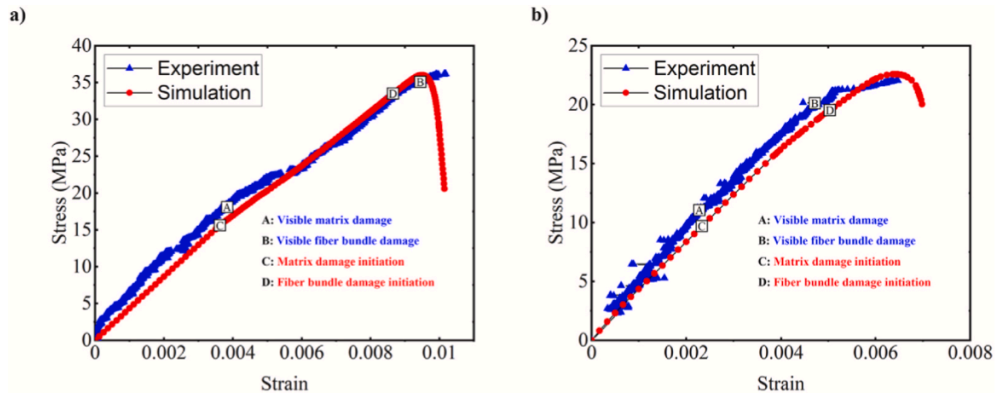 a)
40
35
30
25
20
15
10
5
0
Stress (MPa)
Experiment
Simulation
D
B
A
C
A: Visible matrix damage
B: Visible fiber bundle damage
C: Matrix damage initiation
D: Fiber bundle damage initiation
0 0.002 0.004 0.006 0.008 0.01
Strain
b)
25
20
15
10
5
0
Stress (MPa)
Experiment
Simulation
B
D
A
C
A: Visible matrix damage
B: Visible fiber bundle damage
C: Matrix damage initiation
D: Fiber bundle damage initiation
0 0.002 0.004 0.006 0.008
Strain